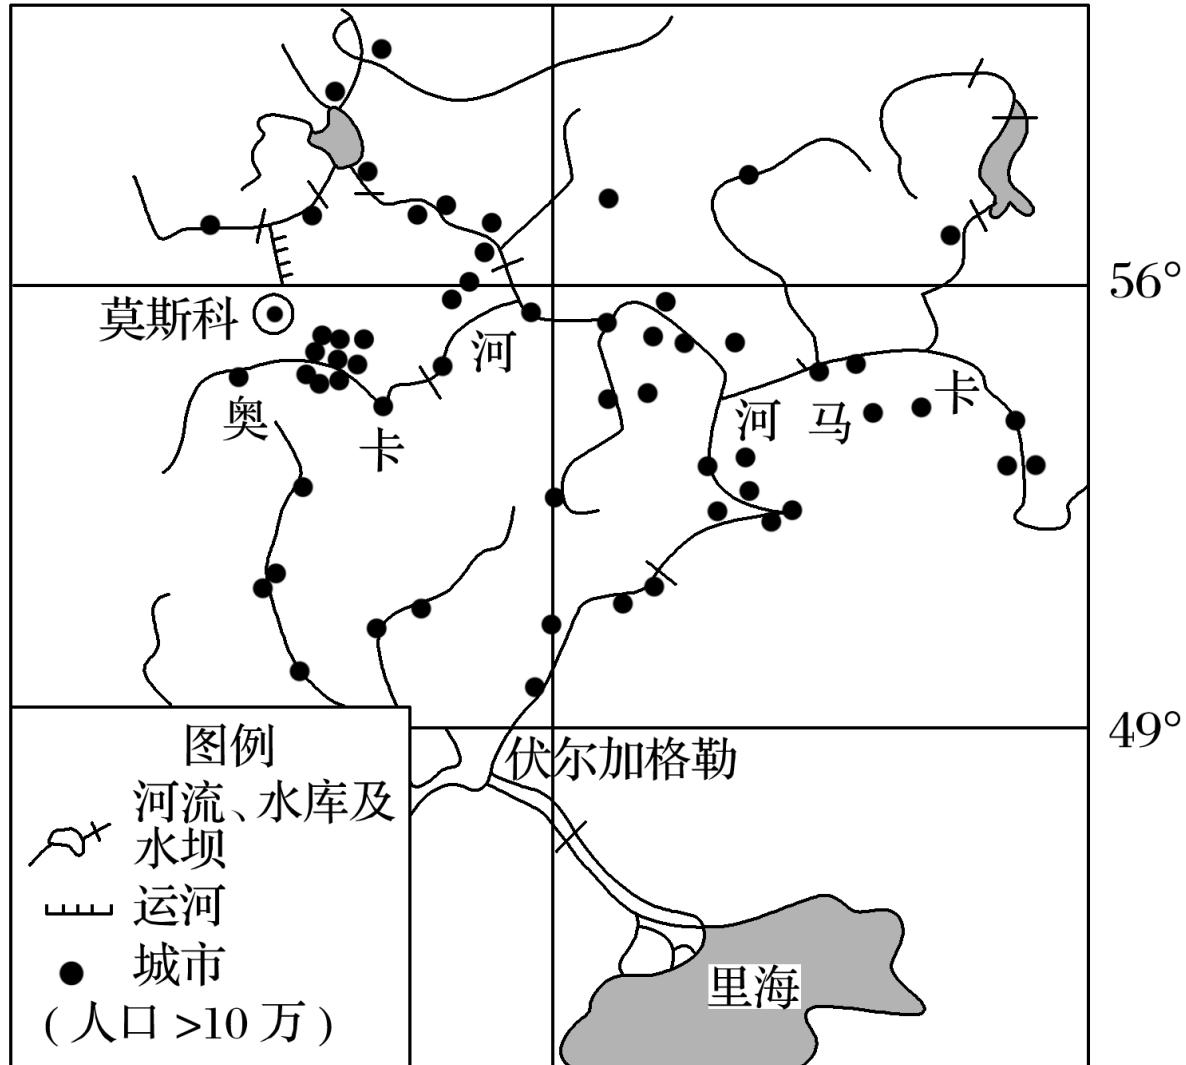 56°
莫斯科
河
奥
卡
河
马
卡
49°
伏尔加格勒
图例
河流、水库及
水坝
运河
城市
(人口 >10 万)
里海